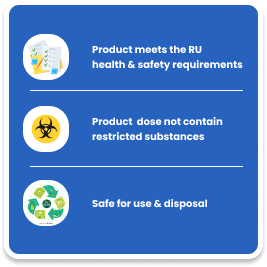 Product meets the RU
health & safety requirements
Product dose not contain
restricted substances
Safe for use & disposal